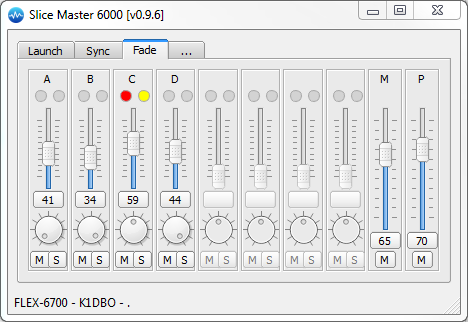 Slice Master 6000 [v0.9.6]
Launch Sync Fade ...
A B C D M P
41 34 59 44 65 70
M S M S M S M S M S M S M S M S M M
FLEX-6700 - K1DBO - .